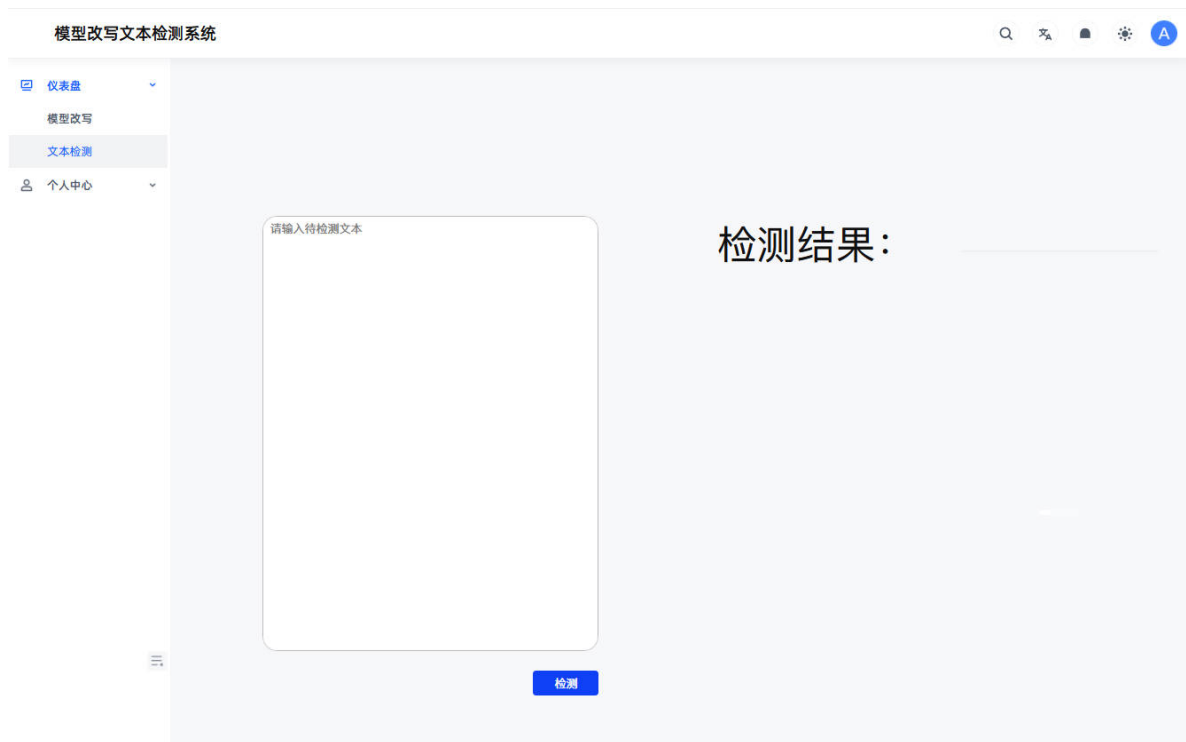 模型改写文本检测系统
A
仪表盘
模型改写
文本检测
个人中心
请输入待检测文本
检测结果：
检测